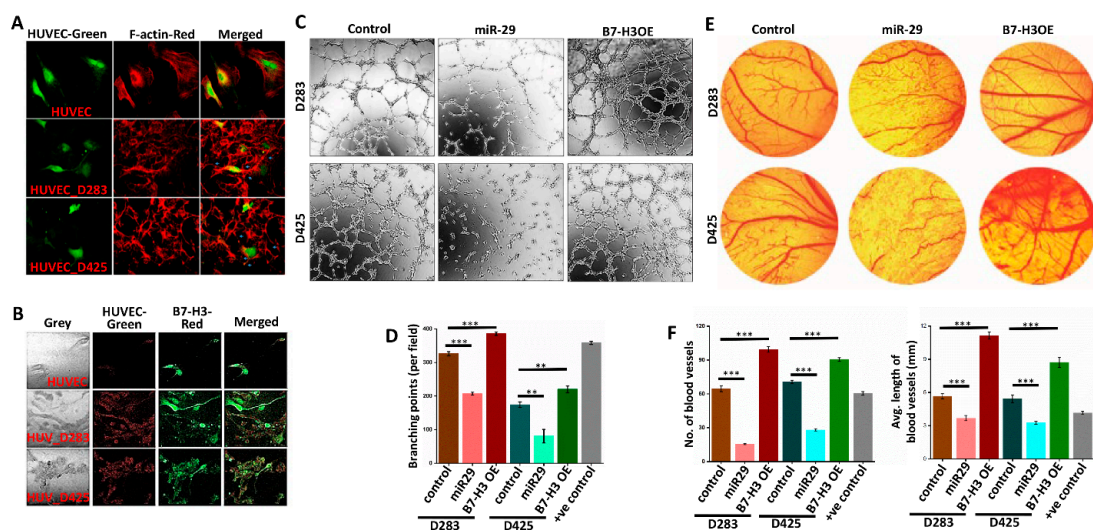 A
HUVEC-Green F-actin-Red Merged
HUVEC
HUVEC_D283
HUVEC_D425
B
Grey HUVEC-Green B7-H3-Red Merged
HUVEC
HUV_D283
HUV_D425
C
Control miR-29 B7-H3OE
D283
D425
D
Branching points (per field)
400
300
200
100
0
*** *** ** **
control miR29 B7-H3 OE control miR29 B7-H3 OE +ve control
D283 D425
E
Control miR-29 B7-H3OE
D283
D425
F
No. of blood vessels
120
90
60
30
0
*** *** *** ***
control miR29 B7-H3 OE control miR29 B7-H3 OE +ve control
D283 D425
Avg. length of
blood vessels (mm)
12
9
6
3
0
*** *** *** ***
control miR29 B7-H3 OE control miR29 B7-H3 OE +ve control
D283 D425